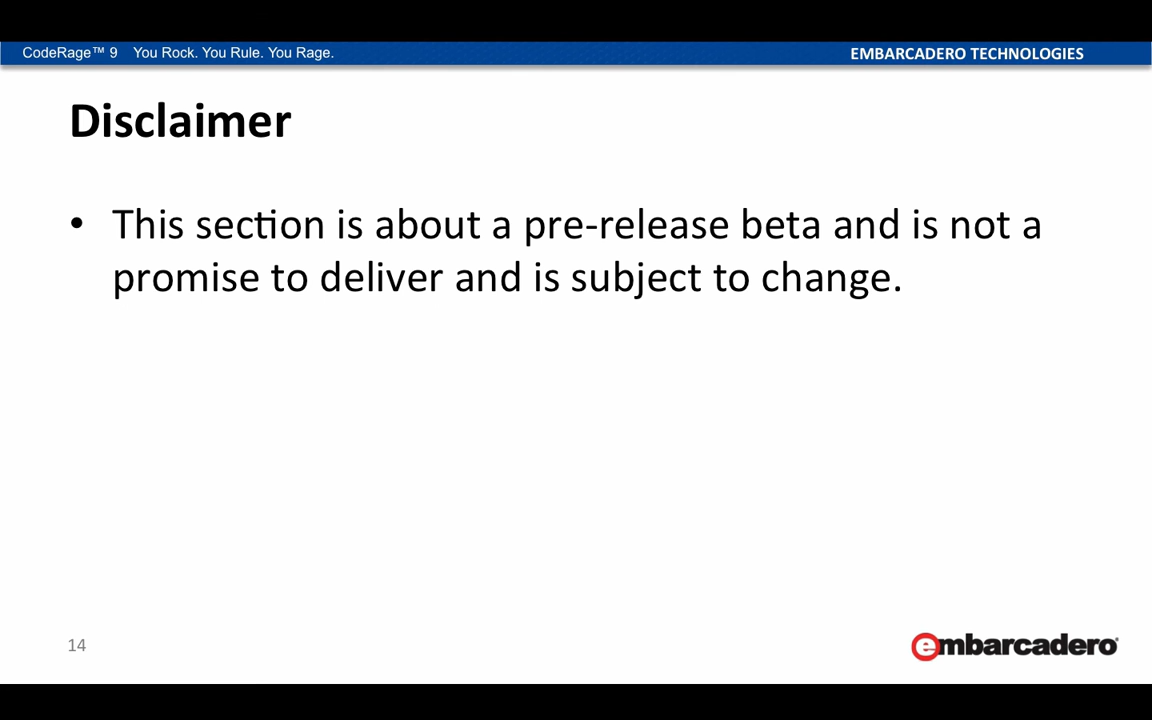 CodeRage™ 9 You Rock. You Rule. You Rage.
EMBARCADERO TECHNOLOGIES
Disclaimer
• This section is about a pre-release beta and is not a
promise to deliver and is subject to change.
14
embarcadero®